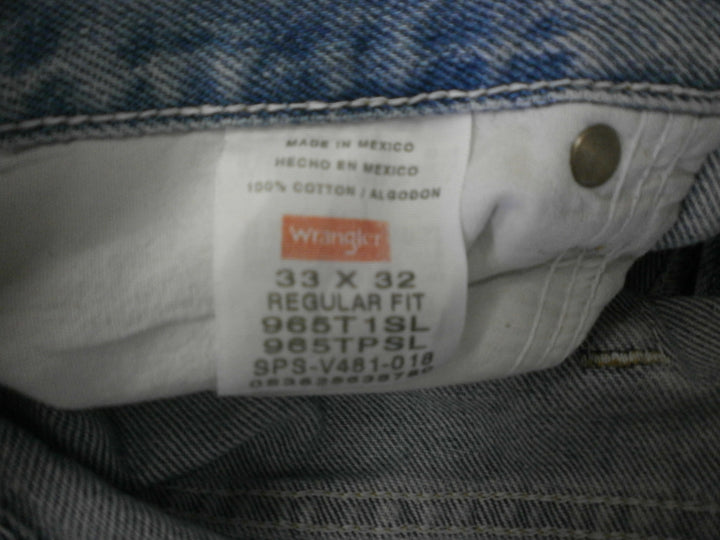 MADE IN MEXICO
HECHO EN MEXICO
100% COTTON / ALGODON
Wrangler
33 X 32
REGULAR FIT
965T1SL
965TPSL
SPS-V481-018